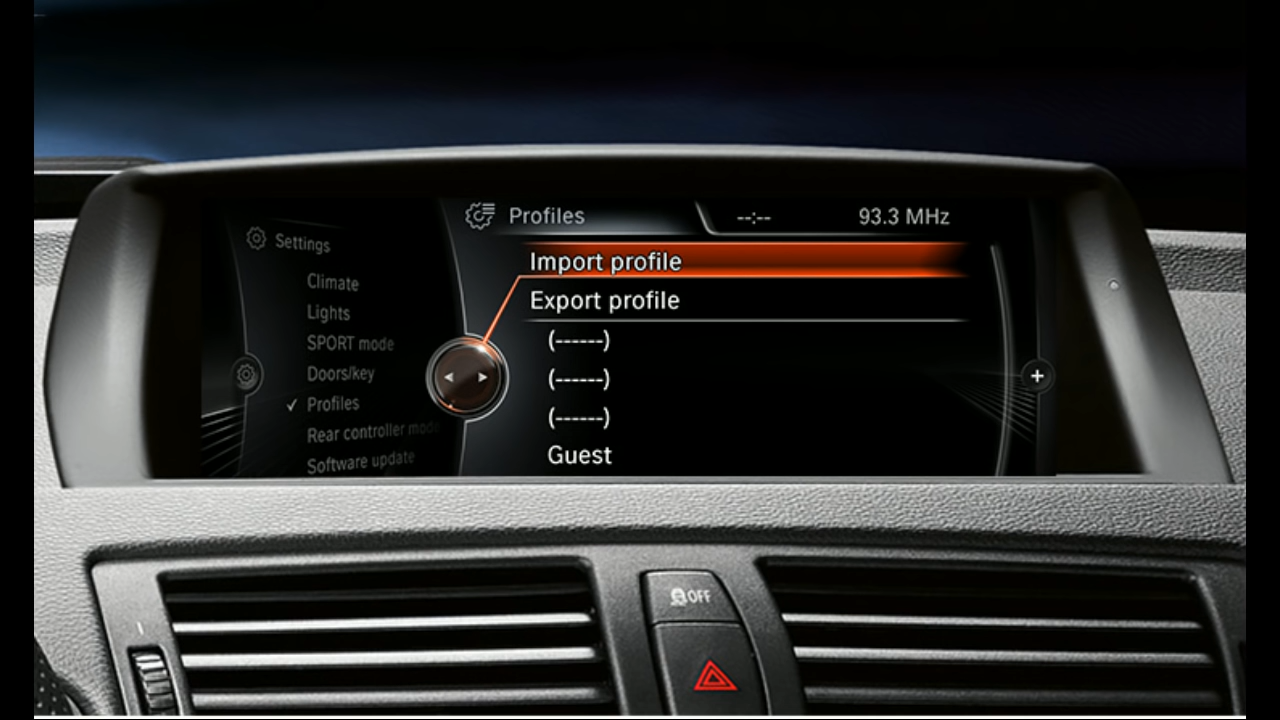 Profiles
--:--
93.3 MHz
Settings
Climate
Lights
SPORT mode
Doors/key
Profiles
Rear controller mode
Software update
Import profile
Export profile
(------)
(------)
(------)
Guest
OFF